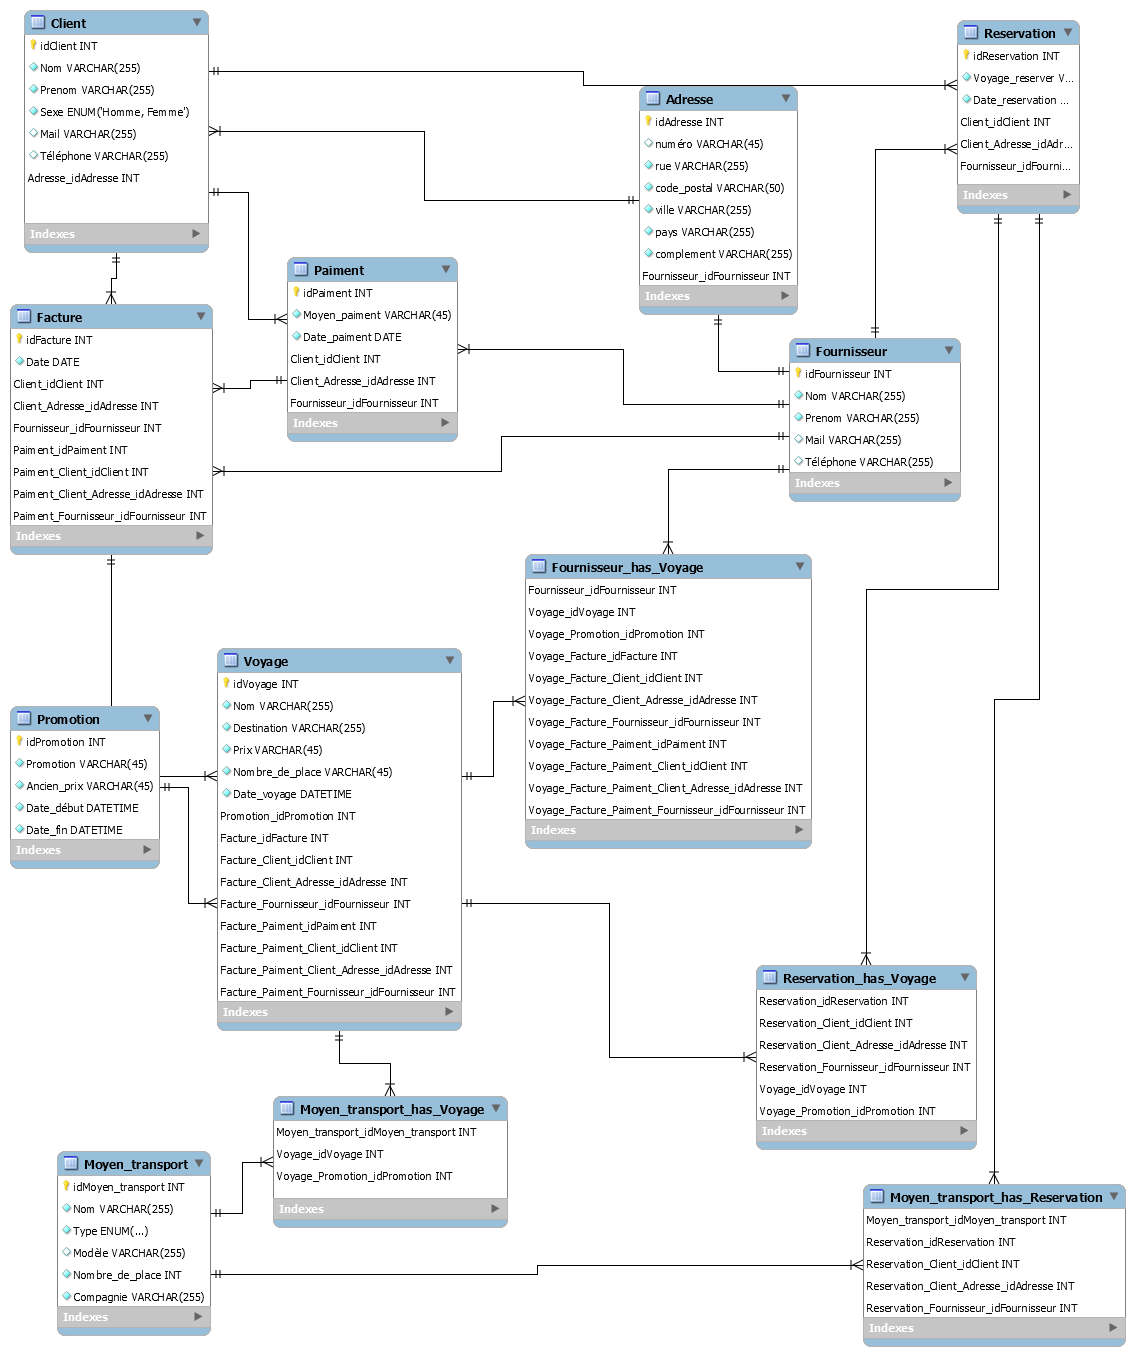 Client
idClient INT
Nom VARCHAR(255)
Prenom VARCHAR(255)
Sexe ENUM('Homme, Femme')
Mail VARCHAR(255)
Téléphone VARCHAR(255)
Adresse_idAdresse INT
Indexes
Reservation
idReservation INT
Voyage_reserver V...
Date_reservation ...
Client_idClient INT
Client_Adresse_idAdr...
Fournisseur_idFourni...
Indexes
Adresse
idAdresse INT
numéro VARCHAR(45)
rue VARCHAR(255)
code_postal VARCHAR(50)
ville VARCHAR(255)
pays VARCHAR(255)
complement VARCHAR(255)
Fournisseur_idFournisseur INT
Indexes
Paiment
idPaiment INT
Moyen_paiment VARCHAR(45)
Date_paiment DATE
Client_idClient INT
Client_Adresse_idAdresse INT
Fournisseur_idFournisseur INT
Indexes
Facture
idFacture INT
Date DATE
Client_idClient INT
Client_Adresse_idAdresse INT
Fournisseur_idFournisseur INT
Paiment_idPaiment INT
Paiment_Client_idClient INT
Paiment_Client_Adresse_idAdresse INT
Paiment_Fournisseur_idFournisseur INT
Indexes
Fournisseur
idFournisseur INT
Nom VARCHAR(255)
Prenom VARCHAR(255)
Mail VARCHAR(255)
Téléphone VARCHAR(255)
Indexes
Fournisseur_has_Voyage
Fournisseur_idFournisseur INT
Voyage_idVoyage INT
Voyage_Promotion_idPromotion INT
Voyage_Facture_idFacture INT
Voyage_Facture_Client_idClient INT
Voyage_Facture_Client_Adresse_idAdresse INT
Voyage_Facture_Fournisseur_idFournisseur INT
Voyage_Facture_Paiment_idPaiment INT
Voyage_Facture_Paiment_Client_idClient INT
Voyage_Facture_Paiment_Client_Adresse_idAdresse INT
Voyage_Facture_Paiment_Fournisseur_idFournisseur INT
Indexes
Voyage
idVoyage INT
Nom VARCHAR(255)
Destination VARCHAR(255)
Prix VARCHAR(45)
Nombre_de_place VARCHAR(45)
Date_voyage DATETIME
Promotion_idPromotion INT
Facture_idFacture INT
Facture_Client_idClient INT
Facture_Client_Adresse_idAdresse INT
Facture_Fournisseur_idFournisseur INT
Facture_Paiment_idPaiment INT
Facture_Paiment_Client_idClient INT
Facture_Paiment_Client_Adresse_idAdresse INT
Facture_Paiment_Fournisseur_idFournisseur INT
Indexes
Promotion
idPromotion INT
Promotion VARCHAR(45)
Ancien_prix VARCHAR(45)
Date_début DATETIME
Date_fin DATETIME
Indexes
Reservation_has_Voyage
Reservation_idReservation INT
Reservation_Client_idClient INT
Reservation_Client_Adresse_idAdresse INT
Reservation_Fournisseur_idFournisseur INT
Voyage_idVoyage INT
Voyage_Promotion_idPromotion INT
Indexes
Moyen_transport_has_Voyage
Moyen_transport_idMoyen_transport INT
Voyage_idVoyage INT
Voyage_Promotion_idPromotion INT
Indexes
Moyen_transport
idMoyen_transport INT
Nom VARCHAR(255)
Type ENUM(...)
Modèle VARCHAR(255)
Nombre_de_place INT
Compagnie VARCHAR(255)
Indexes
Moyen_transport_has_Reservation
Moyen_transport_idMoyen_transport INT
Reservation_idReservation INT
Reservation_Client_idClient INT
Reservation_Client_Adresse_idAdresse INT
Reservation_Fournisseur_idFournisseur INT
Indexes